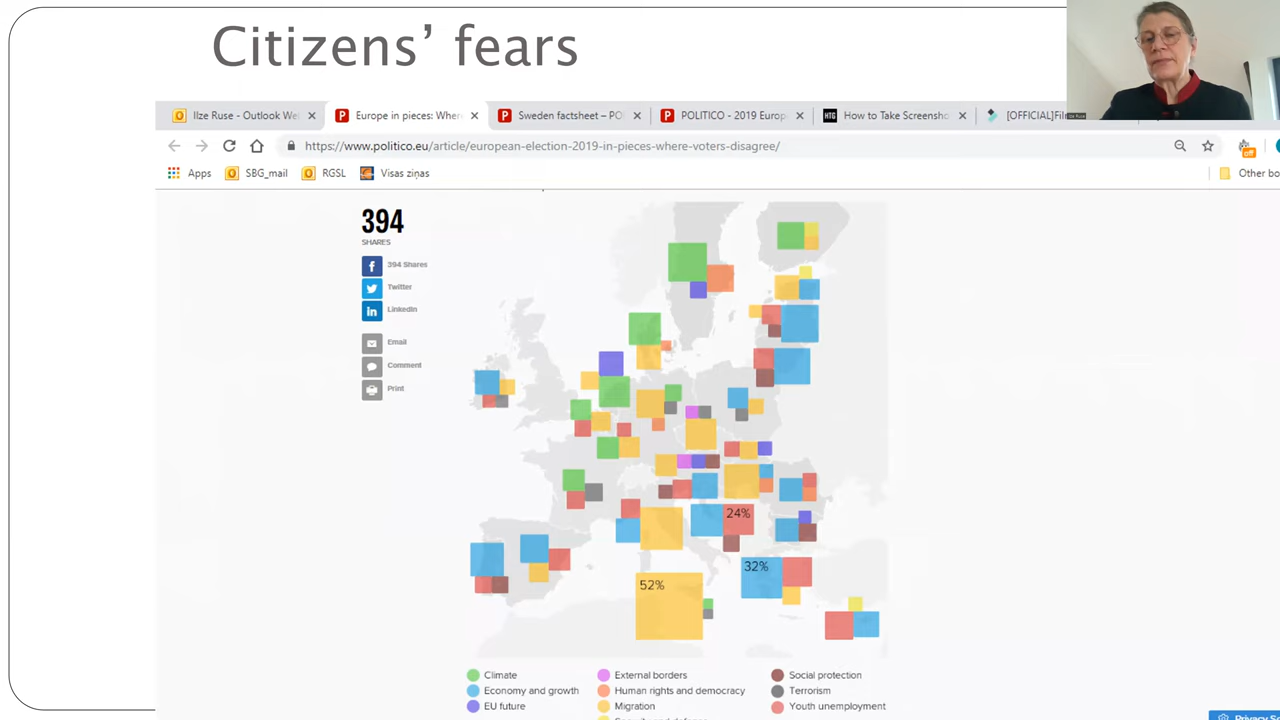 Citizens' fears
Ilze Ruse - Outlook We
Europe in pieces: Wher
Sweden factsheet – PO
POLITICO - 2019 Europ
How to Take Screensho
[OFFICIAL]Fil
https://www.politico.eu/article/european-election-2019-in-pieces-where-voters-disagree/
Apps
SBG_mail
RGSL
Visas ziņas
Other bo
394
SHARES
394 Shares
Twitter
LinkedIn
Email
Comment
Print
24%
32%
52%
Climate
External borders
Social protection
Economy and growth
Human rights and democracy
Terrorism
EU future
Migration
Youth unemployment